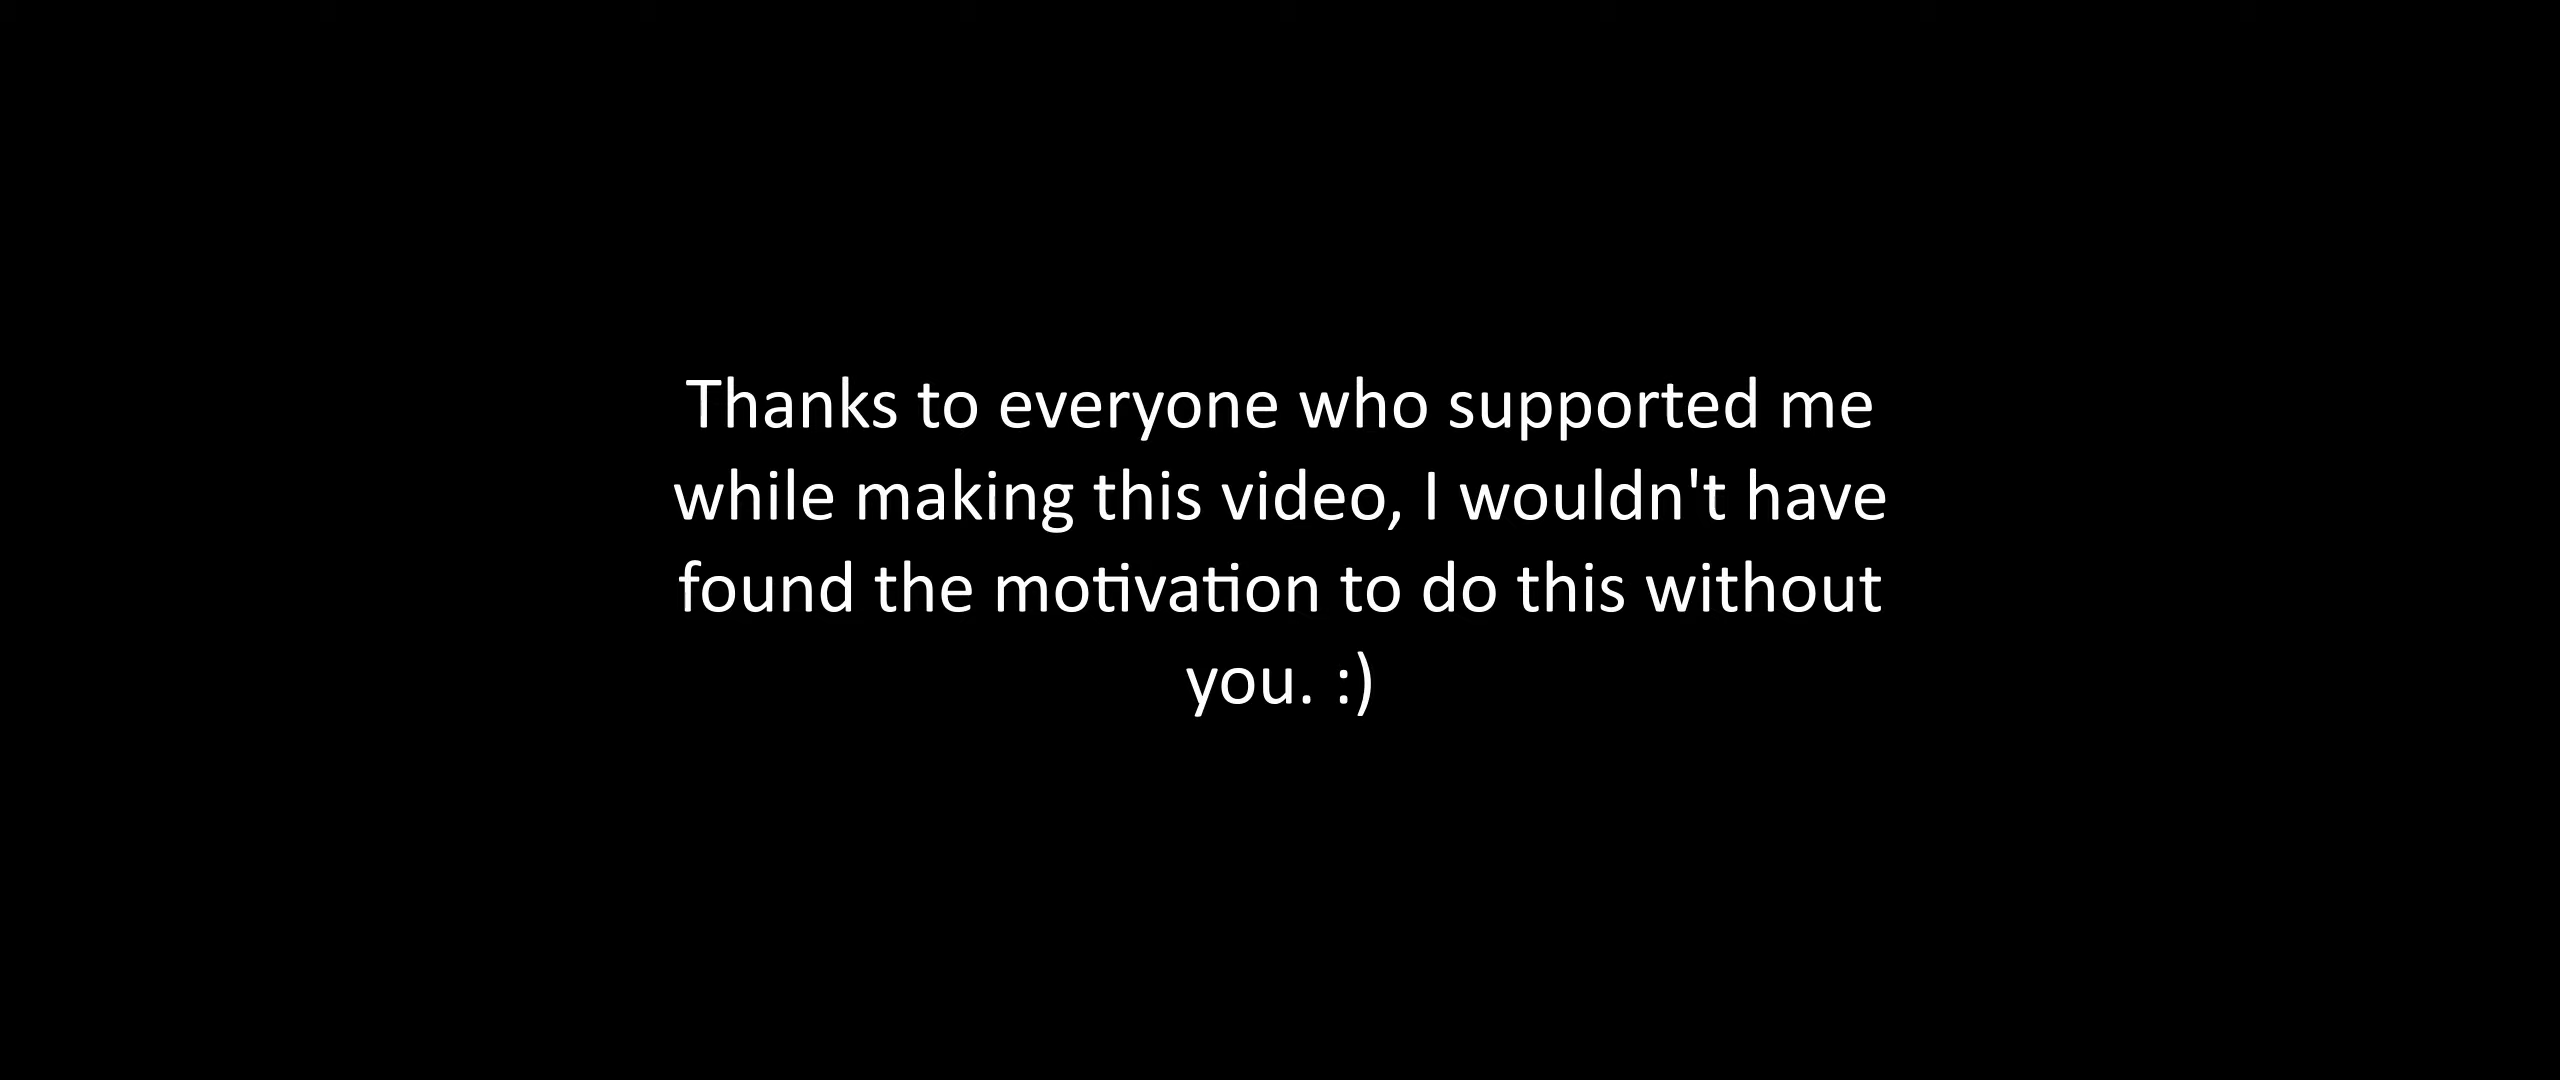 Thanks to everyone who supported me
while making this video, I wouldn't have
found the motivation to do this without
you. :)